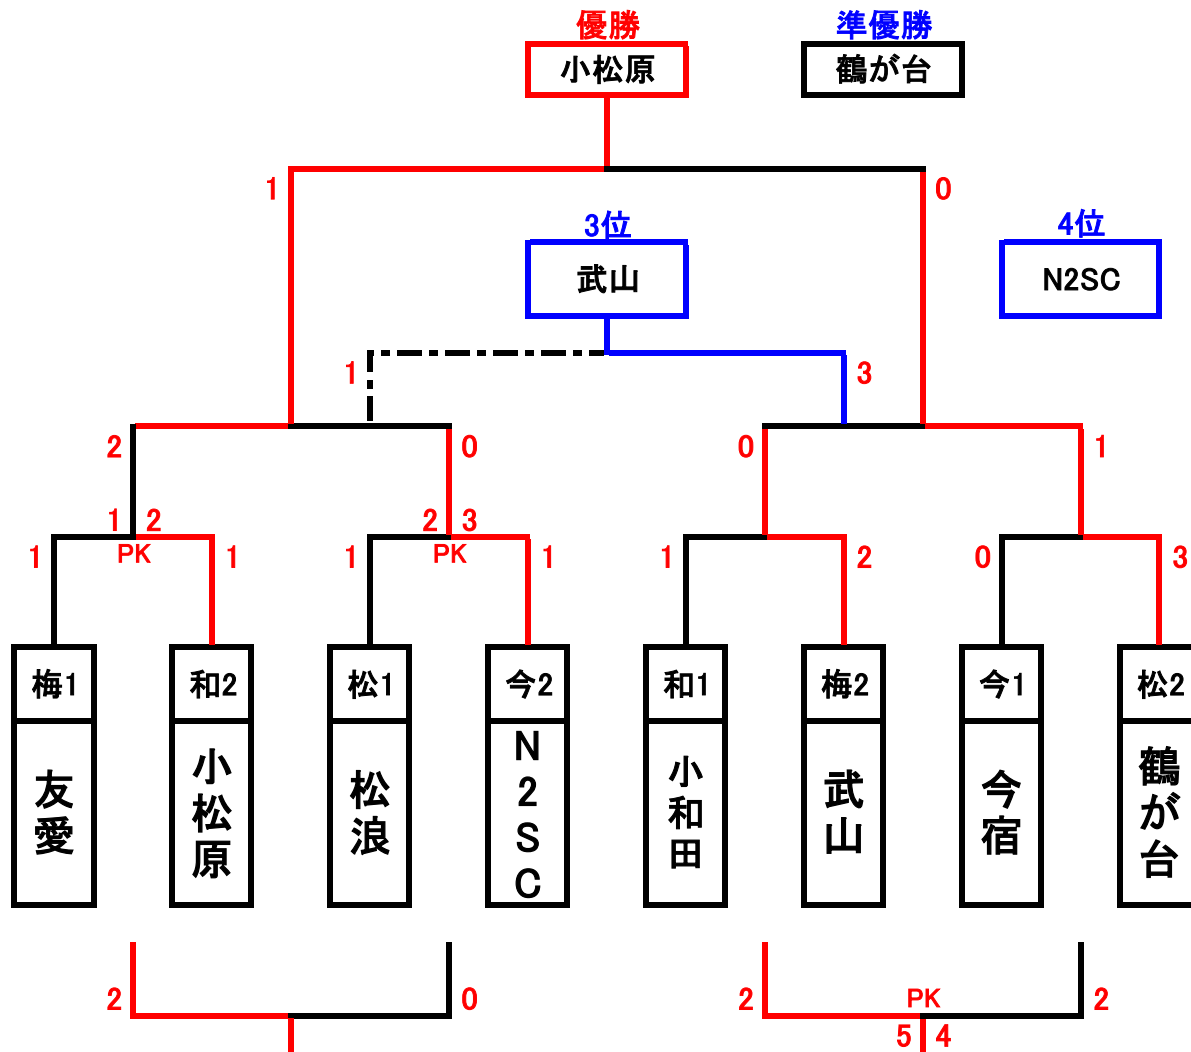 優勝 準優勝
小松原 鶴が台
1 0
3位 4位
武山 N2SC
1 3
2 0 0 1
1 2 2 3
1 PK 1 1 PK 1 1 2 0 3
梅1 和2 松1 今2 和1 梅2 今1 松2
友愛 小松原 松浪 N2SC 小和田 武山 今宿 鶴が台
2 0 2 PK 2
5 4